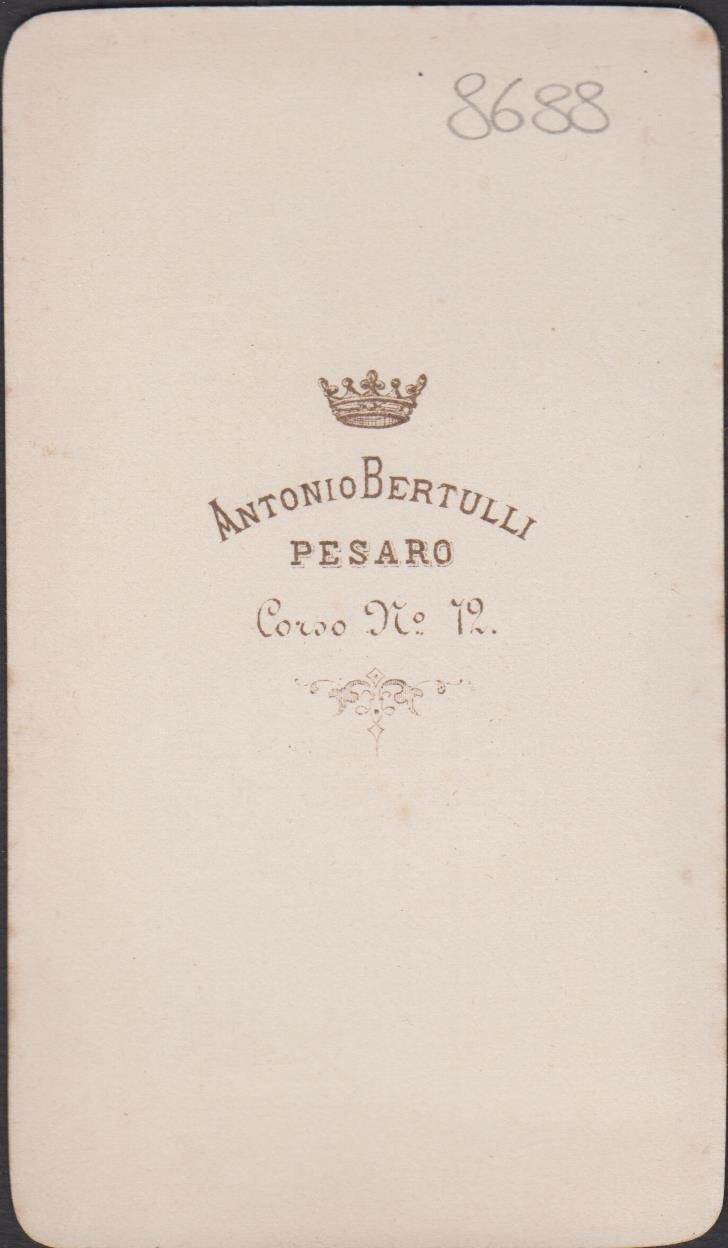 8688
ANTONIO BERTULLI
PESARO
Corso Nº 12.